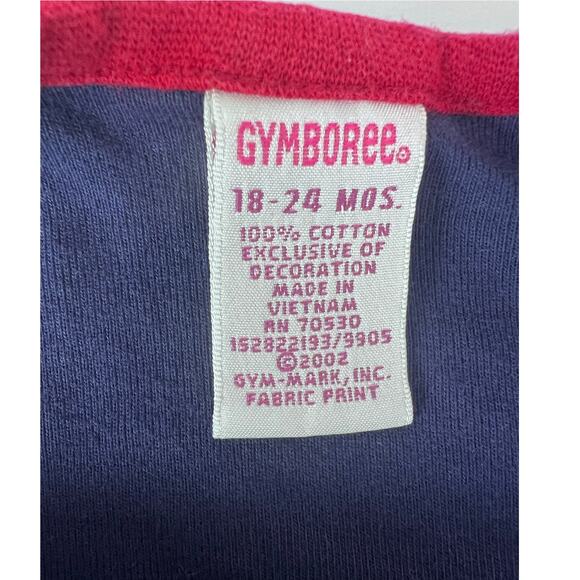 GYMBOREE®
18-24 MOS.
100% COTTON
EXCLUSIVE OF
DECORATION
MADE IN
VIETNAM
RN 70530
152822193/9905
©2002
GYM-MARK, INC.
FABRIC PRINT